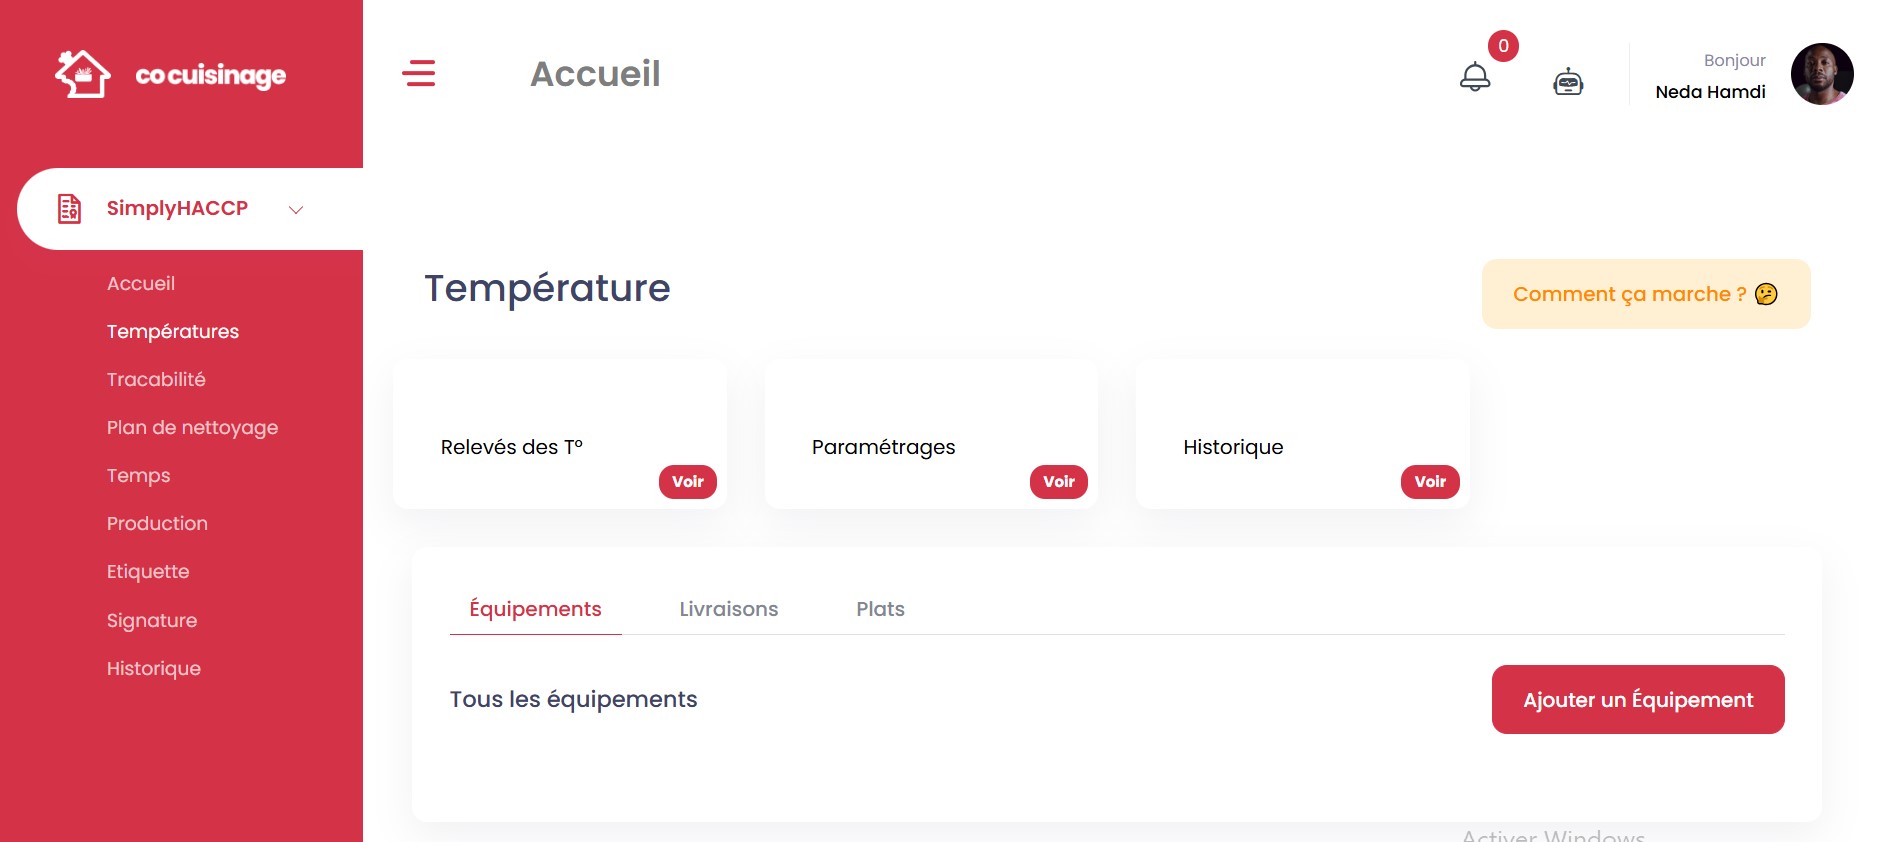 co cuisinage
Accueil
0
Bonjour
Neda Hamdi
SimplyHACCP
Accueil
Températures
Tracabilité
Plan de nettoyage
Temps
Production
Etiquette
Signature
Historique
Température
Comment ça marche ? 🤔
Relevés des T°
Voir
Paramétrages
Voir
Historique
Voir
Équipements
Livraisons
Plats
Tous les équipements
Ajouter un Équipement
Activer Windows